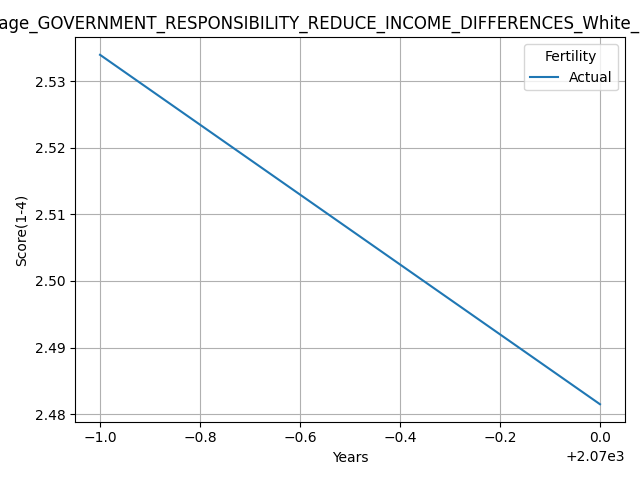 age_GOVERNMENT_RESPONSIBILITY_REDUCE_INCOME_DIFFERENCES_White_
Fertility
Actual
2.53
2.52
2.51
2.50
2.49
2.48
Score(1-4)
−1.0 −0.8 −0.6 −0.4 −0.2 0.0
+2.07e3
Years